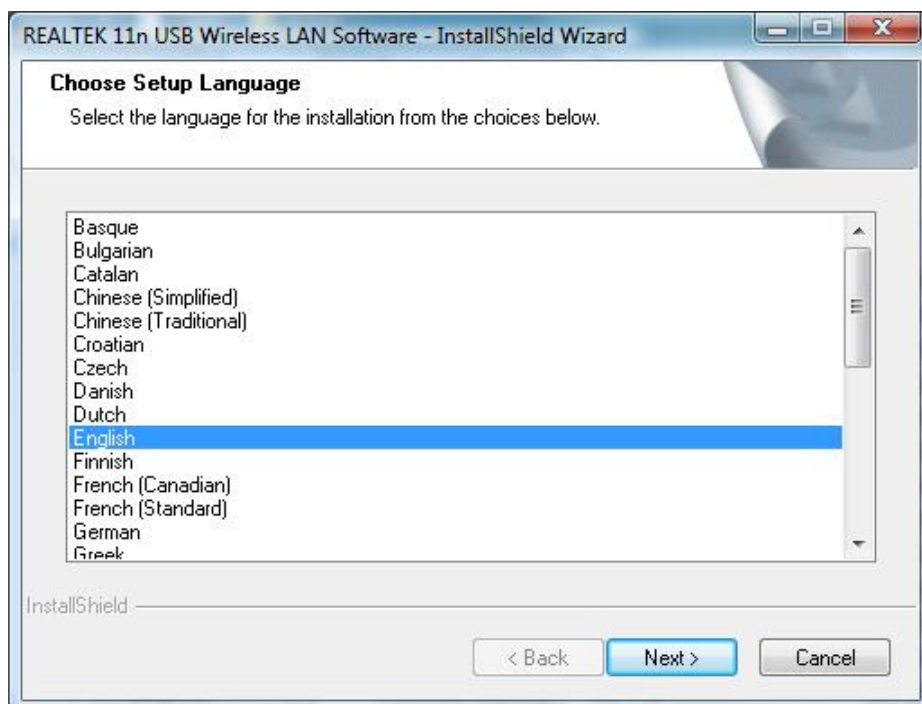 REALTEK 11n USB Wireless LAN Software - InstallShield Wizard
Choose Setup Language
Select the language for the installation from the choices below.
Basque
Bulgarian
Catalan
Chinese (Simplified)
Chinese (Traditional)
Croatian
Czech
Danish
Dutch
English
Finnish
French (Canadian)
French (Standard)
German
Greek
InstallShield
< Back Next > Cancel